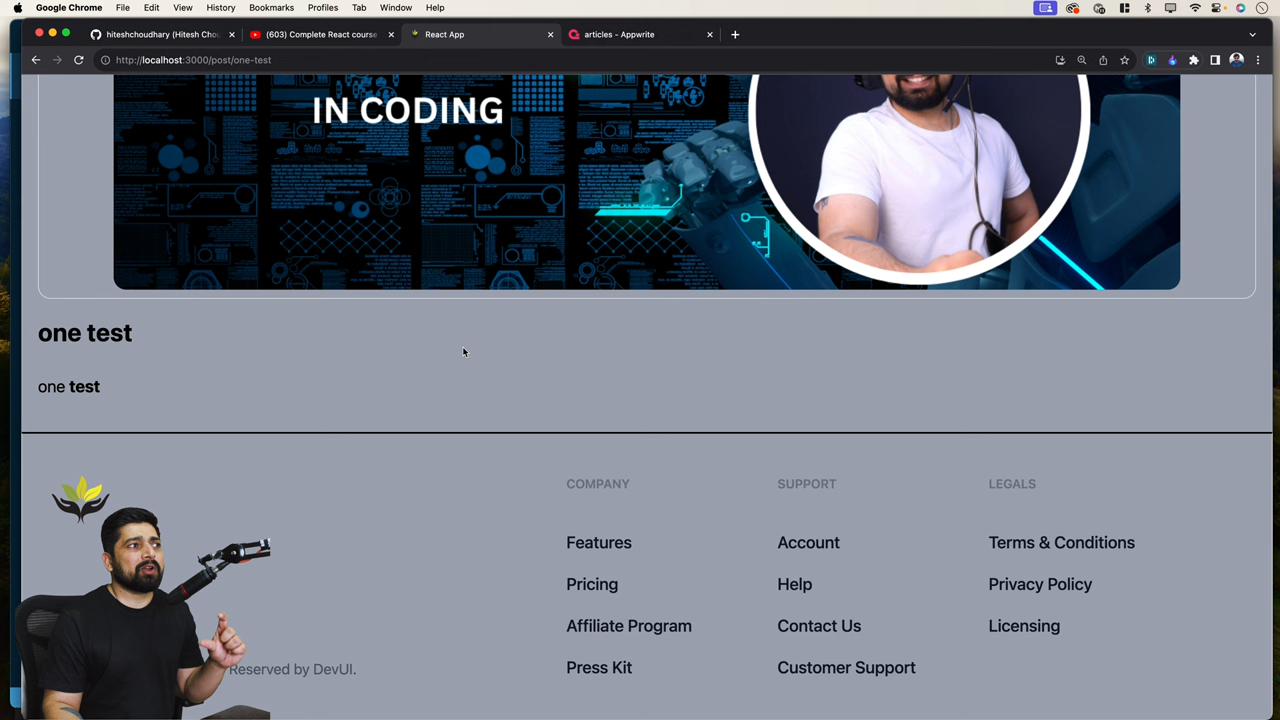 Google Chrome File Edit View History Bookmarks Profiles Tab Window Help
hiteshchoudhary (Hitesh Chou
(603) Complete React course
React App
articles - Appwrite
http://localhost:3000/post/one-test
IN CODING
one test
one test
COMPANY SUPPORT LEGALS
Features Account Terms & Conditions
Pricing Help Privacy Policy
Affiliate Program Contact Us Licensing
Press Kit Customer Support
Reserved by DevUI.